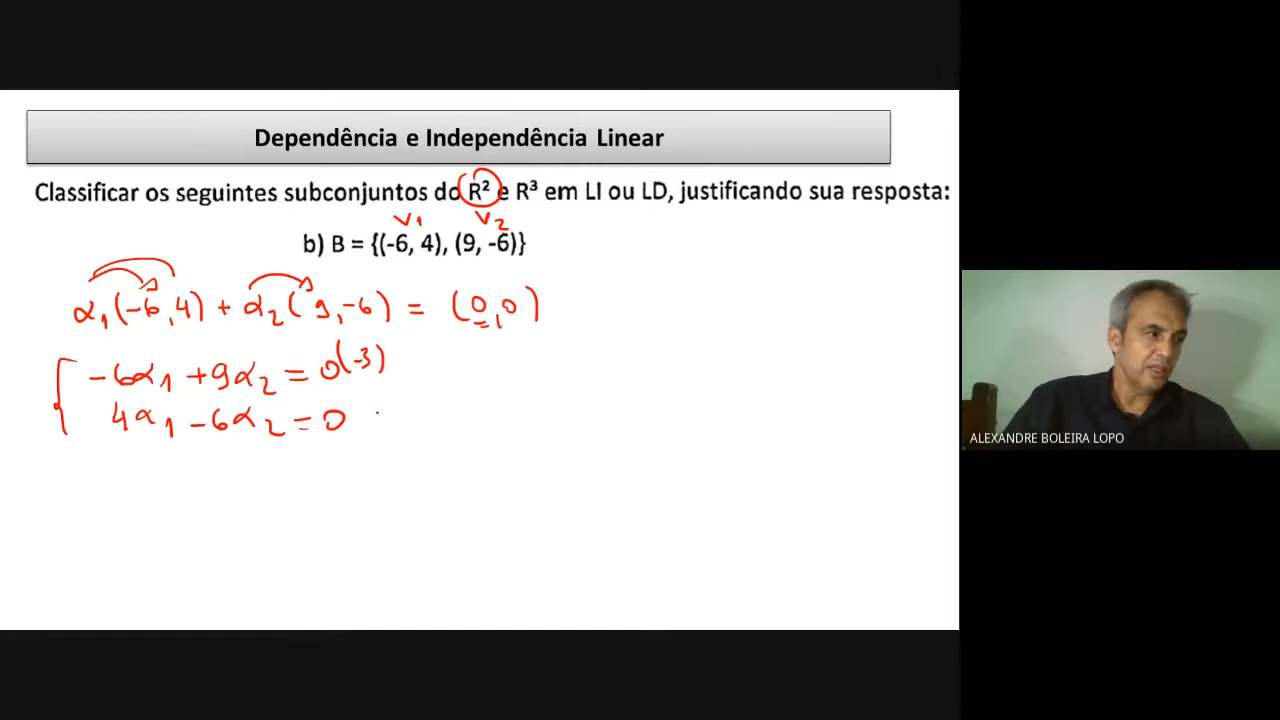 Dependência e Independência Linear
Classificar os seguintes subconjuntos do R² e R³ em LI ou LD, justificando sua resposta:
v₁ v₂
b) B = {(-6, 4), (9, -6)}
α₁(-6,4) + α₂(9,-6) = (0,0)
-6α₁ + 9α₂ = 0 (-3)
4α₁ - 6α₂ = 0
ALEXANDRE BOLEIRA LOPO